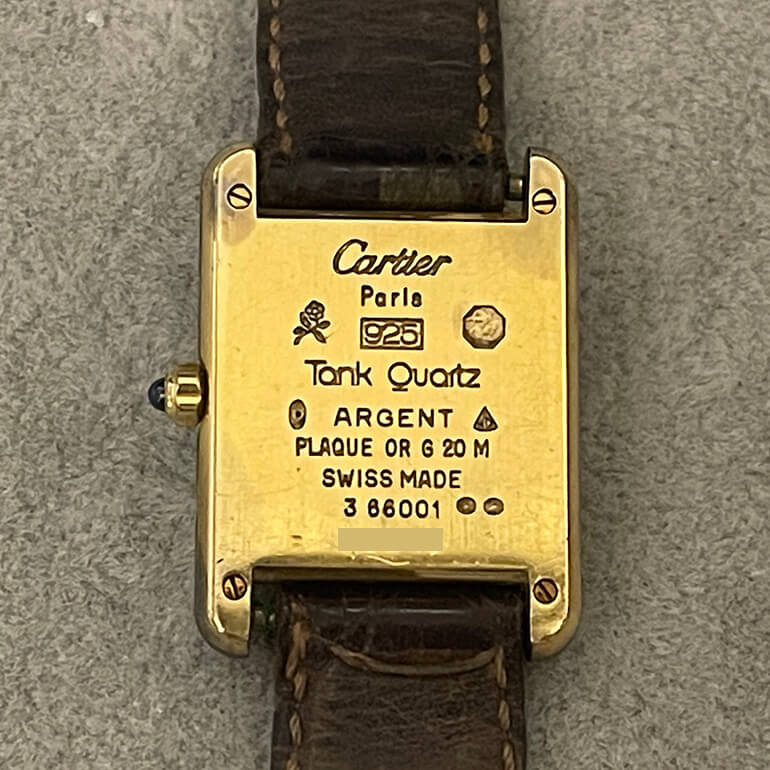 Cartier
Paris
925
Tank Quartz
ARGENT
PLAQUE OR G 20 M
SWISS MADE
3 66001